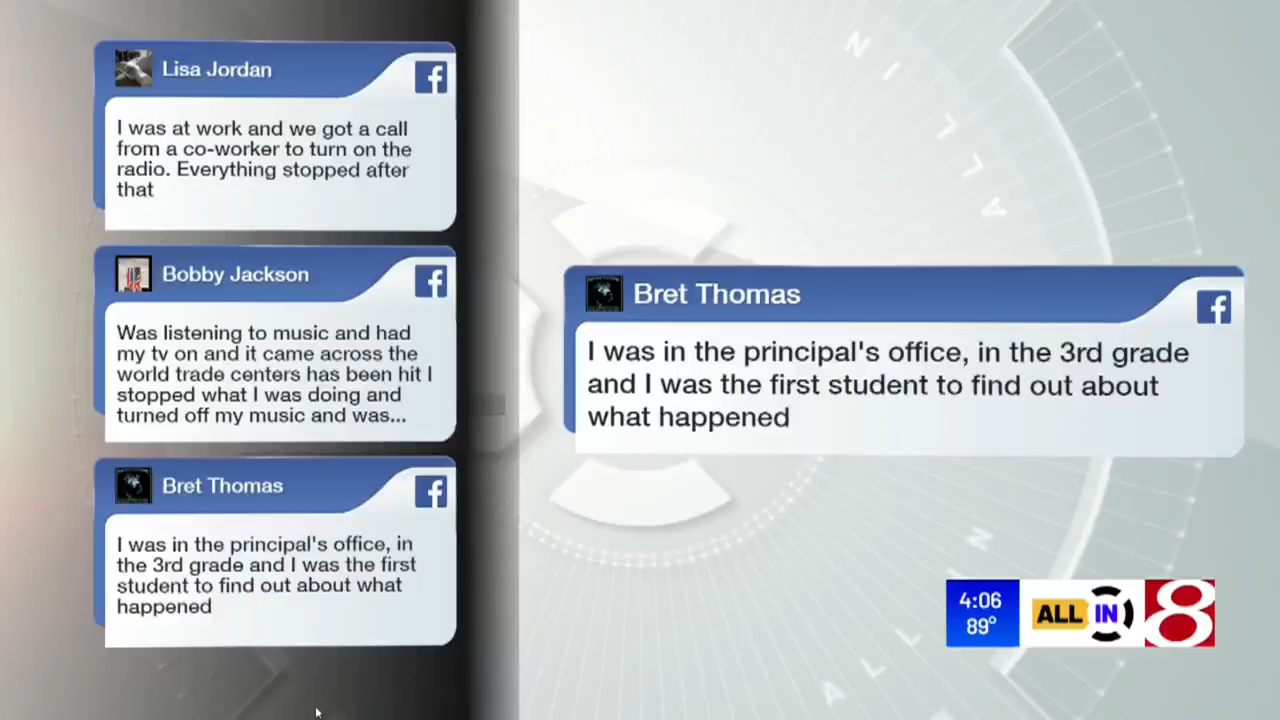 Lisa Jordan
I was at work and we got a call
from a co-worker to turn on the
radio. Everything stopped after
that
Bobby Jackson
Was listening to music and had
my tv on and it came across the
world trade centers has been hit I
stopped what I was doing and
turned off my music and was...
Bret Thomas
I was in the principal's office, in
the 3rd grade and I was the first
student to find out about what
happened
Bret Thomas
I was in the principal's office, in the 3rd grade
and I was the first student to find out about
what happened
ALL IN
ALL IN
4:06
89°
ALL IN
8